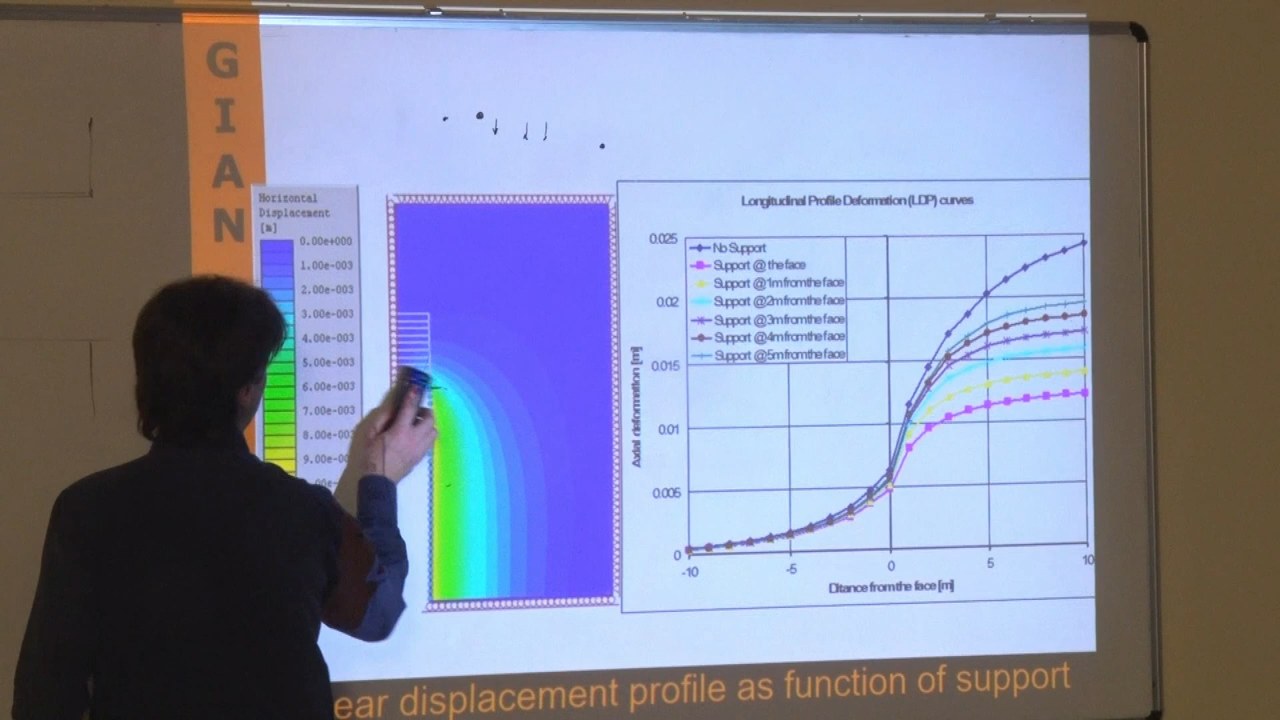 G
I
A
N
Horizontal
Displacement
[m]
0.00e+000
1.00e-003
2.00e-003
3.00e-003
4.00e-003
5.00e-003
6.00e-003
7.00e-003
8.00e-00
9.00e-00
Longitudinal Profile Deformation (LDP) curves
No Support
Support @ the face
Support @1m from the face
Support @2m from the face
Support @3m from the face
Support @4m from the face
Support @5m from the face
0.025
0.02
0.015
0.01
0.005
0
Axial deformation [m]
-10
-5
0
5
10
Ditance from the face [m]
ear displacement profile as function of support